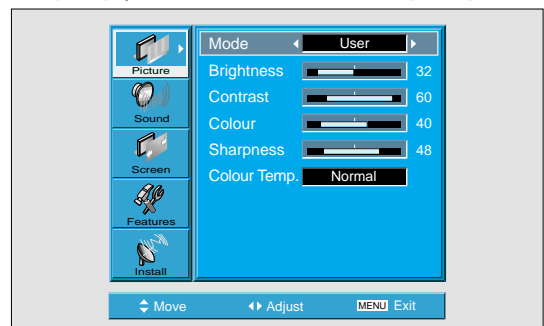 Mode User
Picture
Brightness 32
Contrast 60
Sound
Colour 40
Sharpness 48
Screen
Colour Temp. Normal
Features
Install
Move Adjust MENU Exit